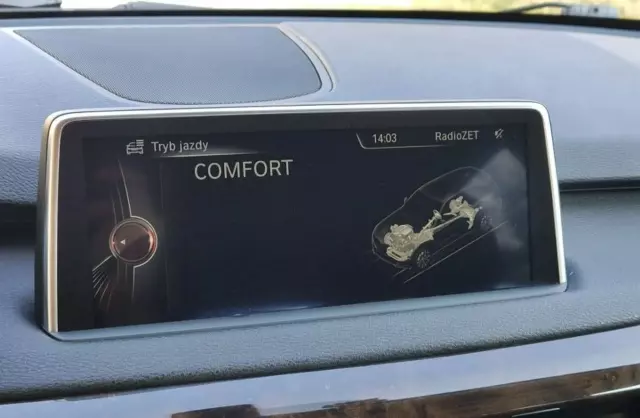 Tryb jazdy
14:03
RadioZET
COMFORT